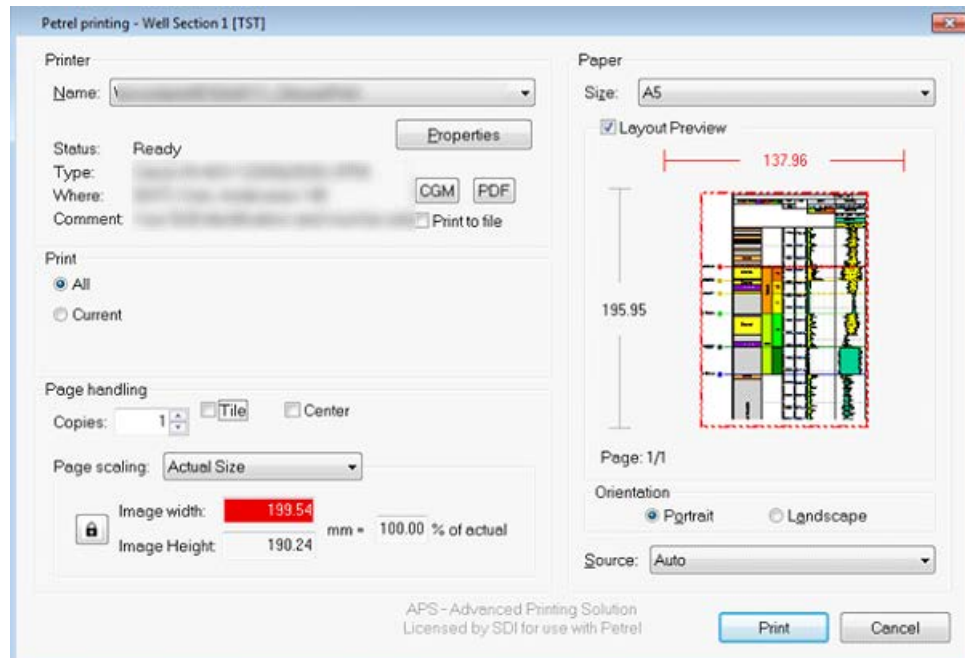 Petrel printing - Well Section 1 [TST]
Printer
Name:
Properties
Status: Ready
Type:
Where:
CGM PDF
Comment
Print to file
Print
All
Current
Page handling
Copies: 1 Tile Center
Page scaling: Actual Size
Image width: 199.54
mm = 100.00 % of actual
Image Height: 190.24
Paper
Size: A5
Layout Preview
137.96
195.95
Page: 1/1
Orientation
Portrait Landscape
Source: Auto
APS - Advanced Printing Solution
Licensed by SDI for use with Petrel
Print Cancel